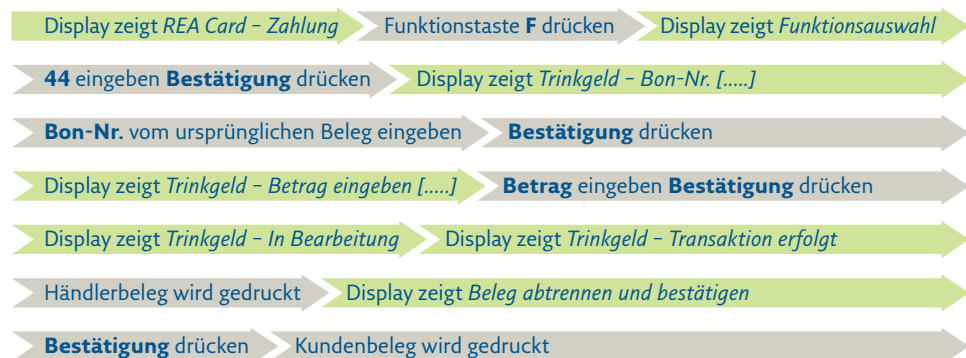 Display zeigt REA Card – Zahlung Funktionstaste F drücken Display zeigt Funktionsauswahl
44 eingeben Bestätigung drücken Display zeigt Trinkgeld – Bon-Nr. [.....]
Bon-Nr. vom ursprünglichen Beleg eingeben Bestätigung drücken
Display zeigt Trinkgeld – Betrag eingeben [.....] Betrag eingeben Bestätigung drücken
Display zeigt Trinkgeld – In Bearbeitung Display zeigt Trinkgeld – Transaktion erfolgt
Händlerbeleg wird gedruckt Display zeigt Beleg abtrennen und bestätigen
Bestätigung drücken Kundenbeleg wird gedruckt